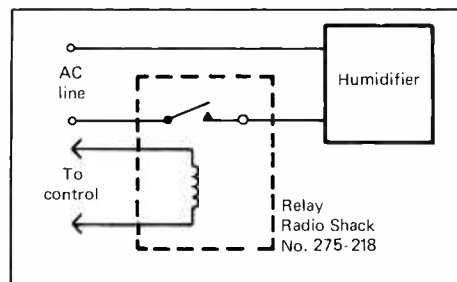 AC
line
Humidifier
To
control
Relay
Radio Shack
No. 275-218